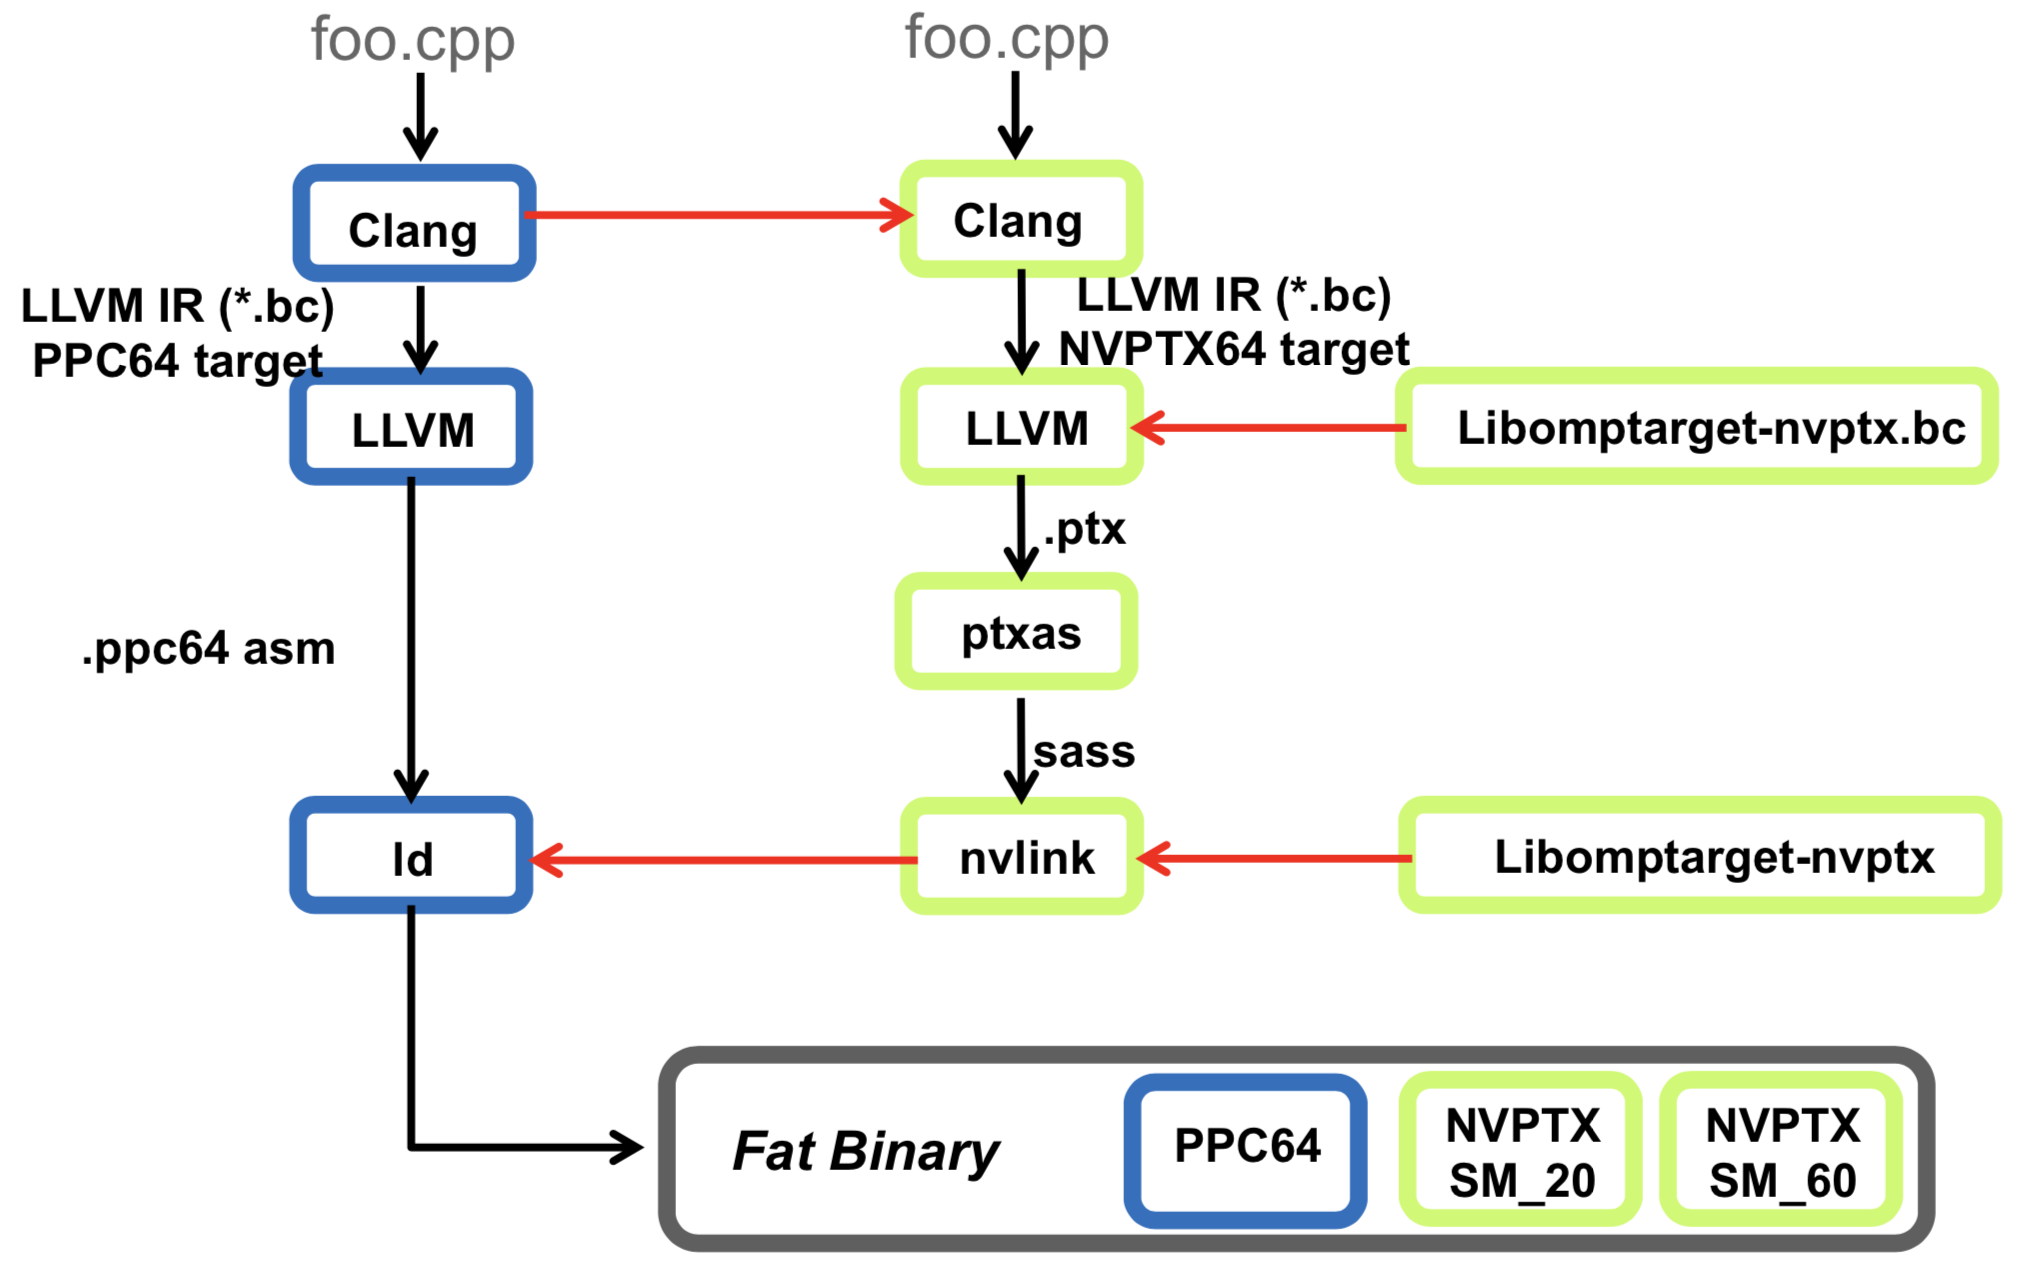 foo.cpp
foo.cpp
Clang
Clang
LLVM IR (*.bc)
PPC64 target
LLVM IR (*.bc)
NVPTX64 target
LLVM
LLVM
Libomptarget-nvptx.bc
.ptx
ptxas
.ppc64 asm
sass
ld
nvlink
Libomptarget-nvptx
Fat Binary
PPC64
NVPTX
SM_20
NVPTX
SM_60